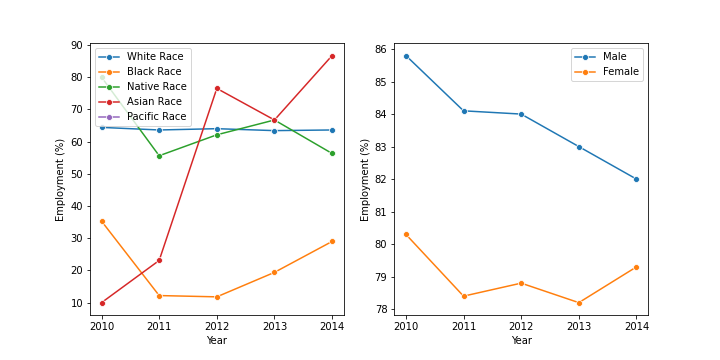 White Race
Black Race
Native Race
Asian Race
Pacific Race
90
80
70
60
50
40
30
20
10
Employment (%)
2010 2011 2012 2013 2014
Year
Male
Female
86
85
84
83
82
81
80
79
78
Employment (%)
2010 2011 2012 2013 2014
Year